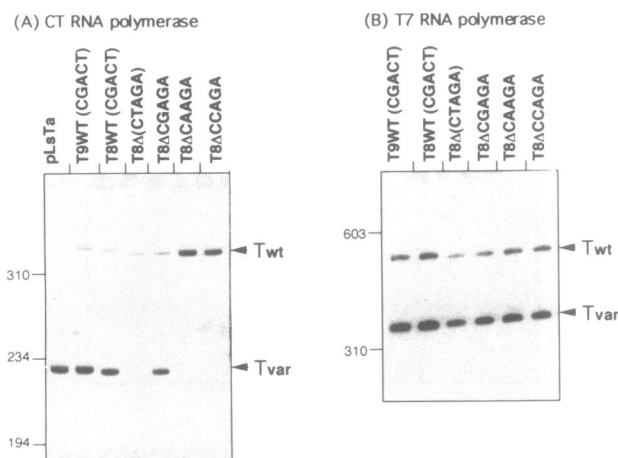 (A) CT RNA polymerase
pLsTa
T9WT (CGACT)
T8WT (CGACT)
T8Δ(CTAGA)
T8ΔCGAGA
T8ΔCAAGA
T8ΔCCAGA
Twt
310
234
Tvar
194
(B) T7 RNA polymerase
T9WT (CGACT)
T8WT (CGACT)
T8Δ(CTAGA)
T8ΔCGAGA
T8ΔCAAGA
T8ΔCCAGA
603
Twt
Tvar
310